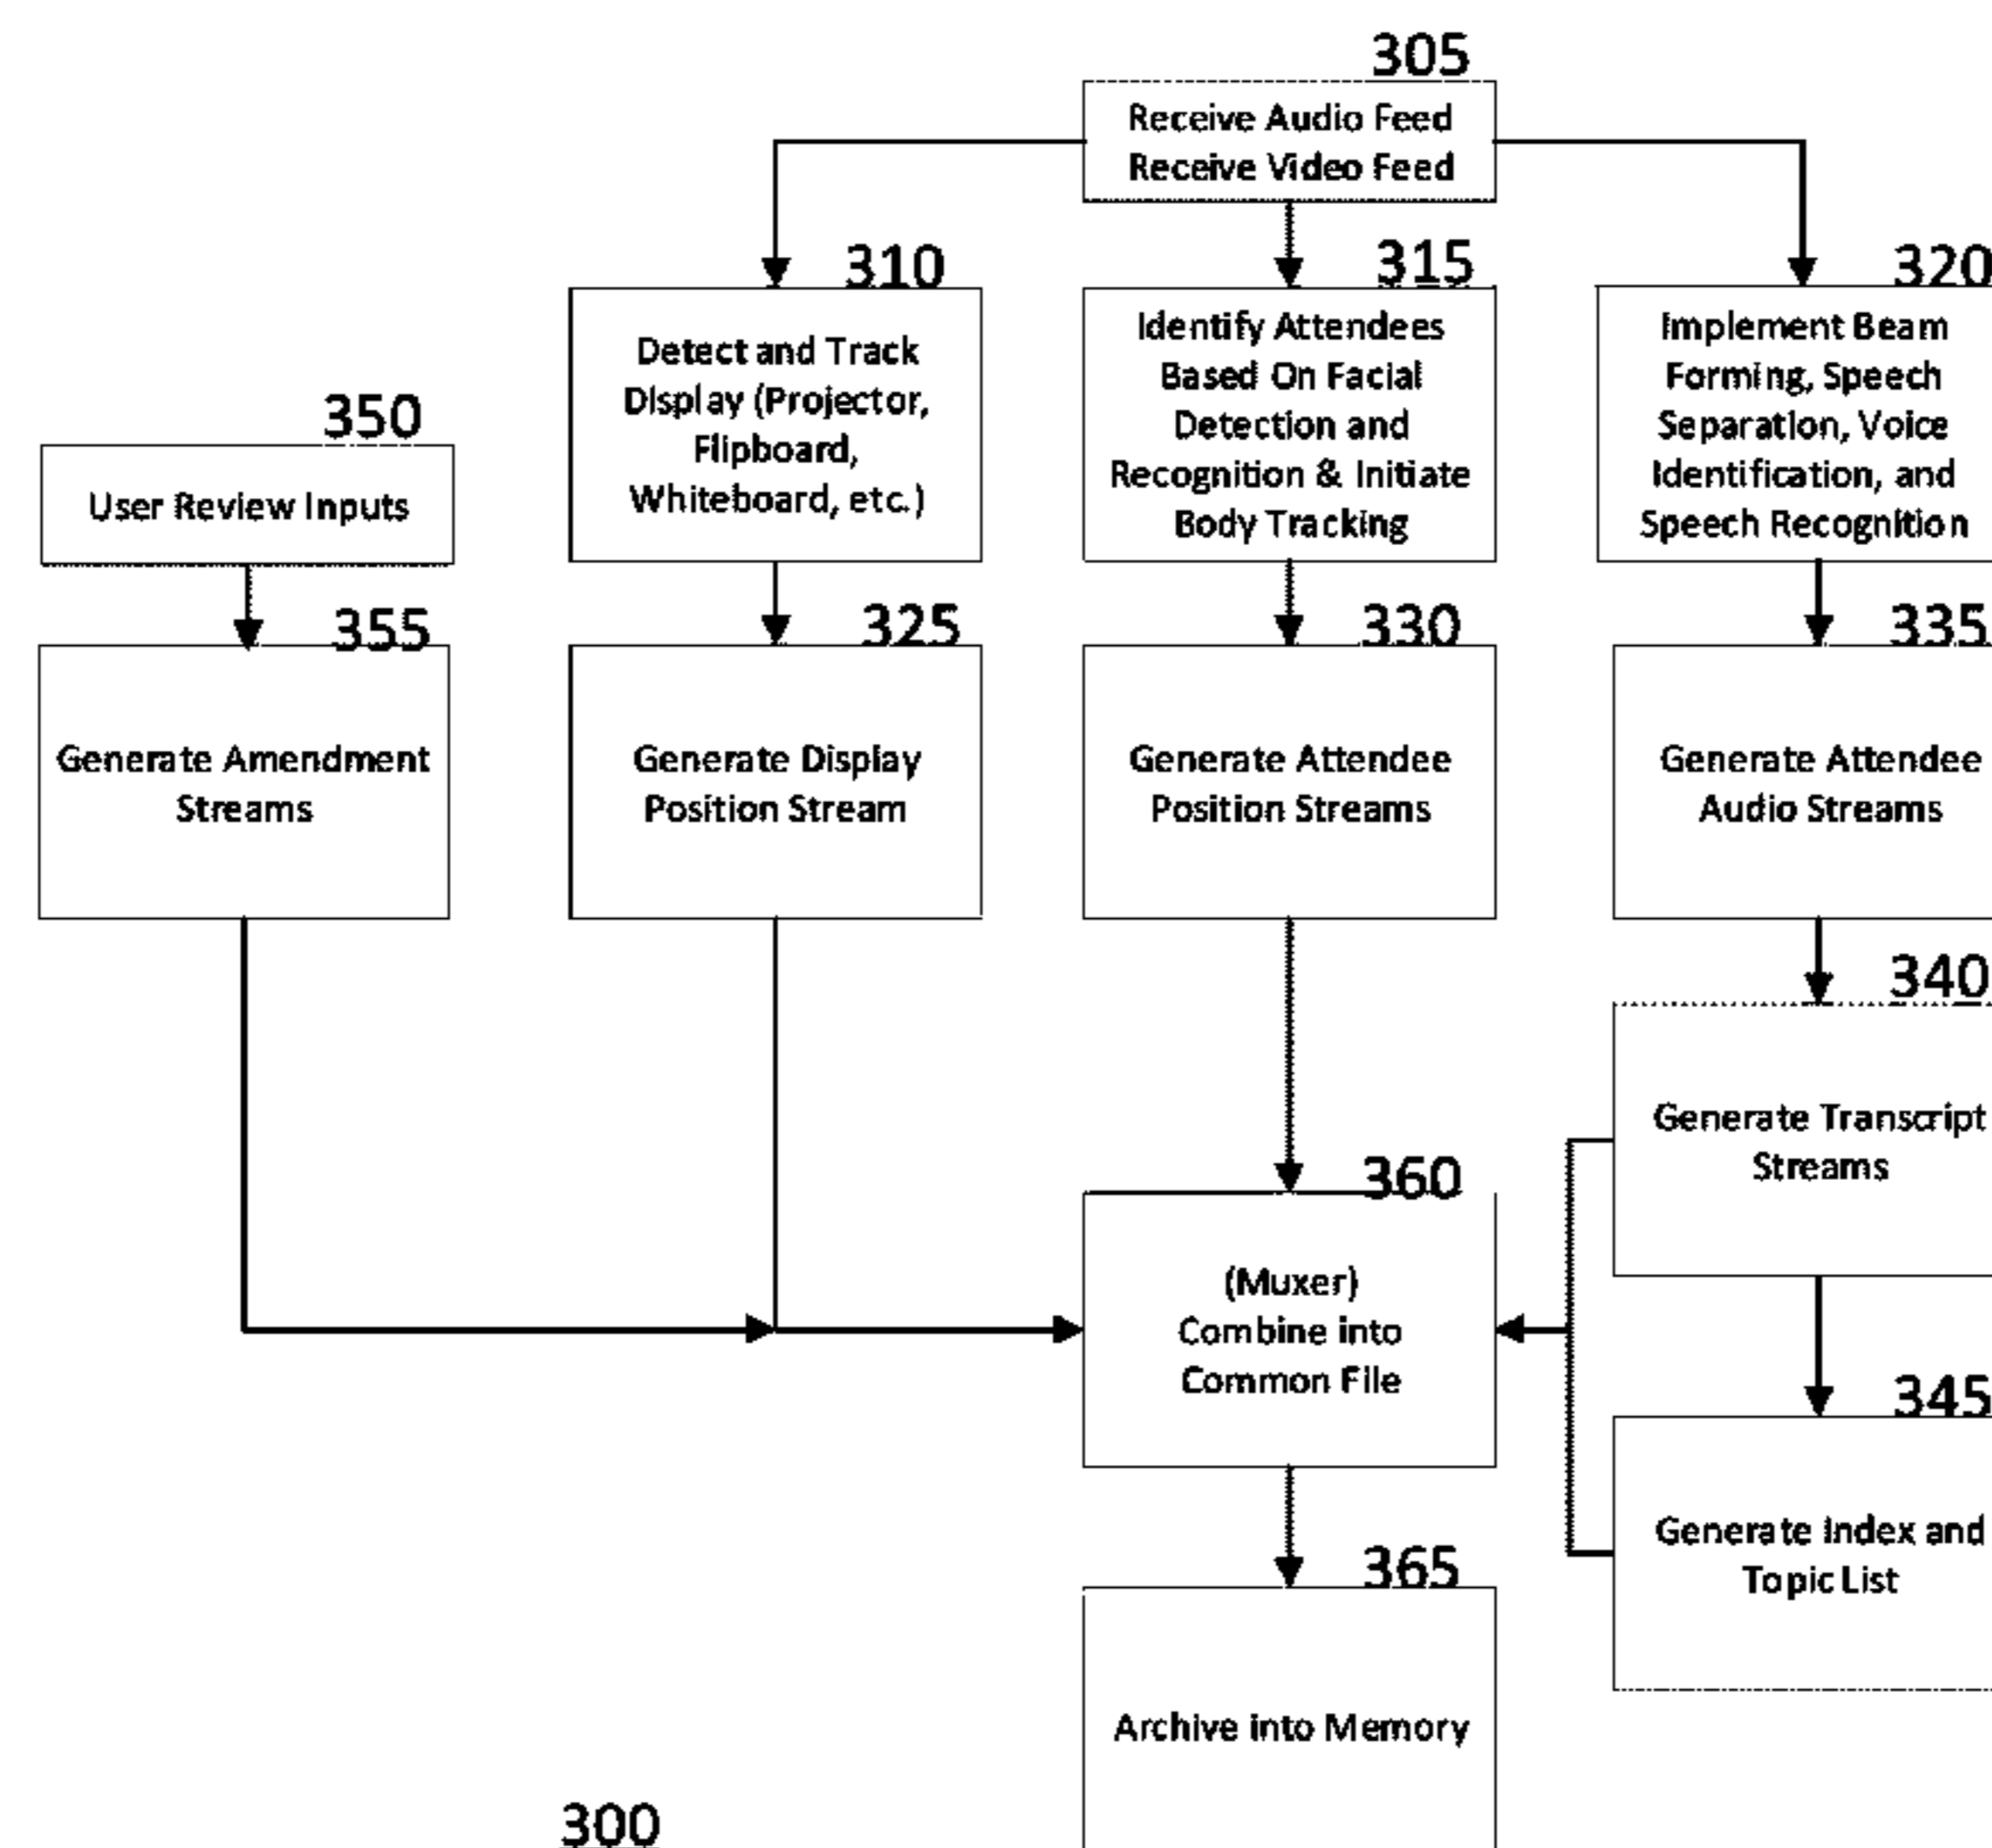 305
Receive Audio Feed
Receive Video Feed
310
Detect and Track
Display (Projector,
Flipboard,
Whiteboard, etc.)
315
Identify Attendees
Based On Facial
Detection and
Recognition & Initiate
Body Tracking
320
Implement Beam
Forming, Speech
Separation, Voice
Identification, and
Speech Recognition
350
User Review Inputs
355
Generate Amendment
Streams
325
Generate Display
Position Stream
330
Generate Attendee
Position Streams
335
Generate Attendee
Audio Streams
340
Generate Transcript
Streams
360
(Muxer)
Combine into
Common File
345
Generate Index and
Topic List
365
Archive into Memory
300